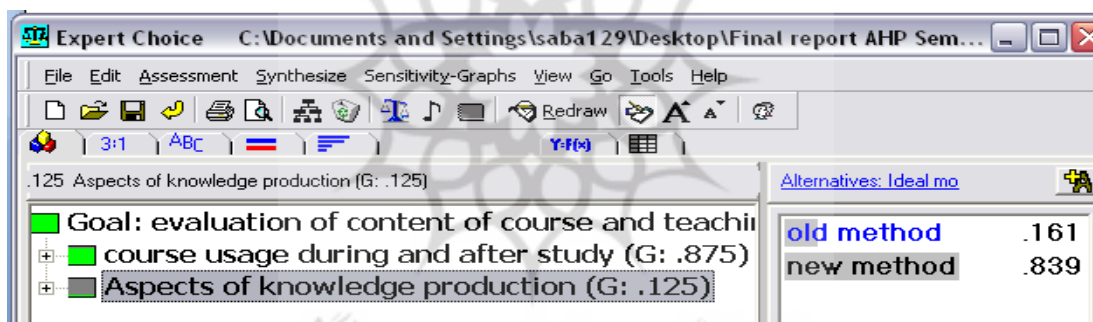 Expert Choice C:\Documents and Settings\saba129\Desktop\Final report AHP Sem...
File Edit Assessment Synthesize Sensitivity-Graphs View Go Tools Help
Redraw A A
3:1 ABC Y=F(x)
.125 Aspects of knowledge production (G: .125)
Alternatives: Ideal mo
Goal: evaluation of content of course and teachin
course usage during and after study (G: .875)
Aspects of knowledge production (G: .125)
old method .161
new method .839